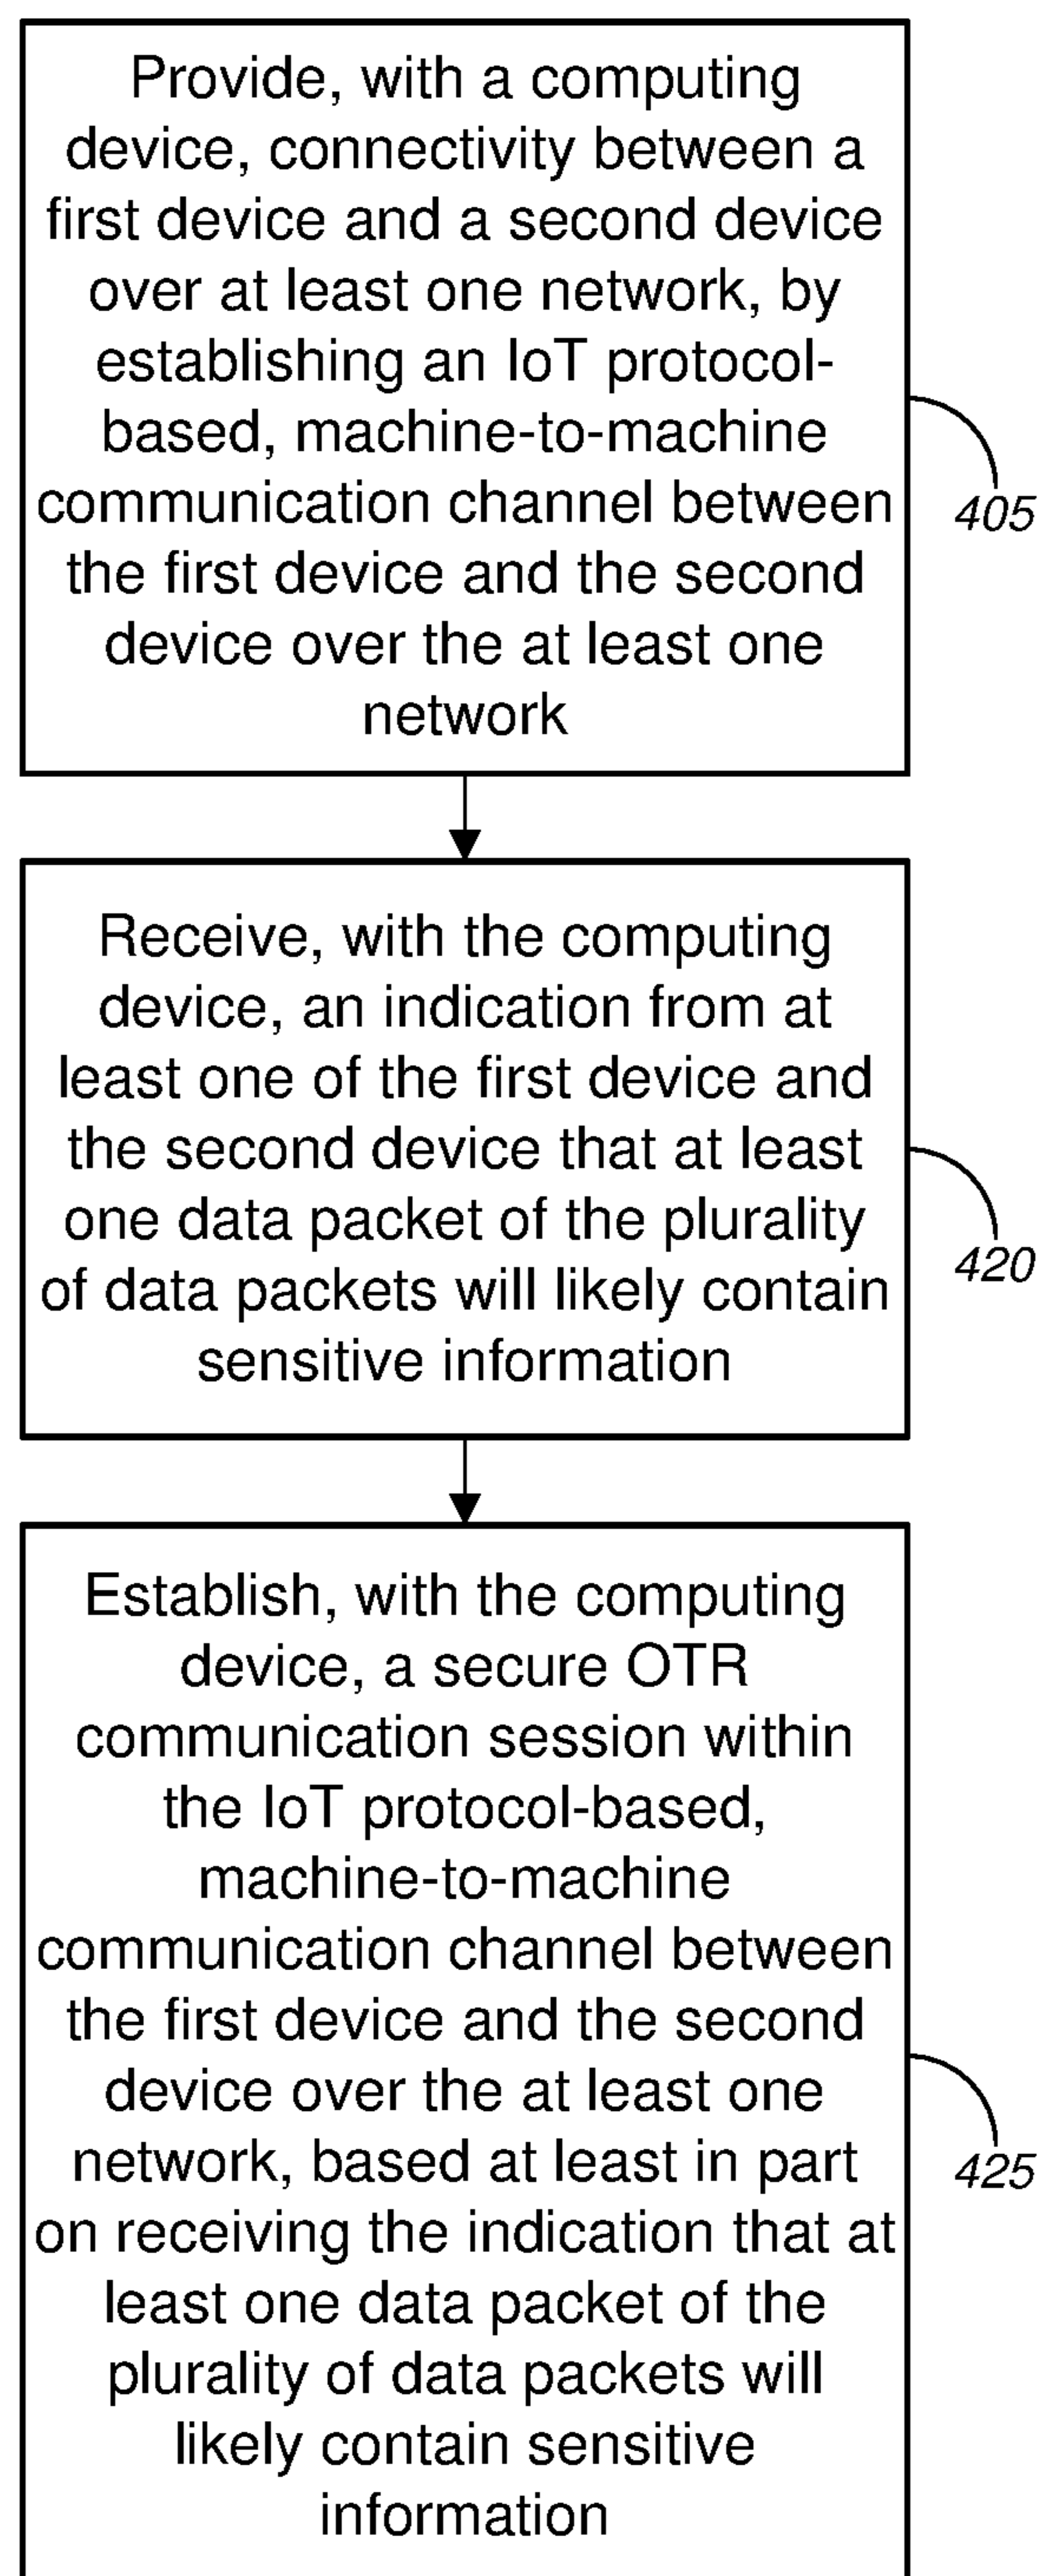 Provide, with a computing
device, connectivity between a
first device and a second device
over at least one network, by
establishing an IoT protocol-
based, machine-to-machine
communication channel between
the first device and the second
device over the at least one
network
405
Receive, with the computing
device, an indication from at
least one of the first device and
the second device that at least
one data packet of the plurality
of data packets will likely contain
sensitive information
420
Establish, with the computing
device, a secure OTR
communication session within
the IoT protocol-based,
machine-to-machine
communication channel between
the first device and the second
device over the at least one
network, based at least in part
on receiving the indication that at
least one data packet of the
plurality of data packets will
likely contain sensitive
information
425